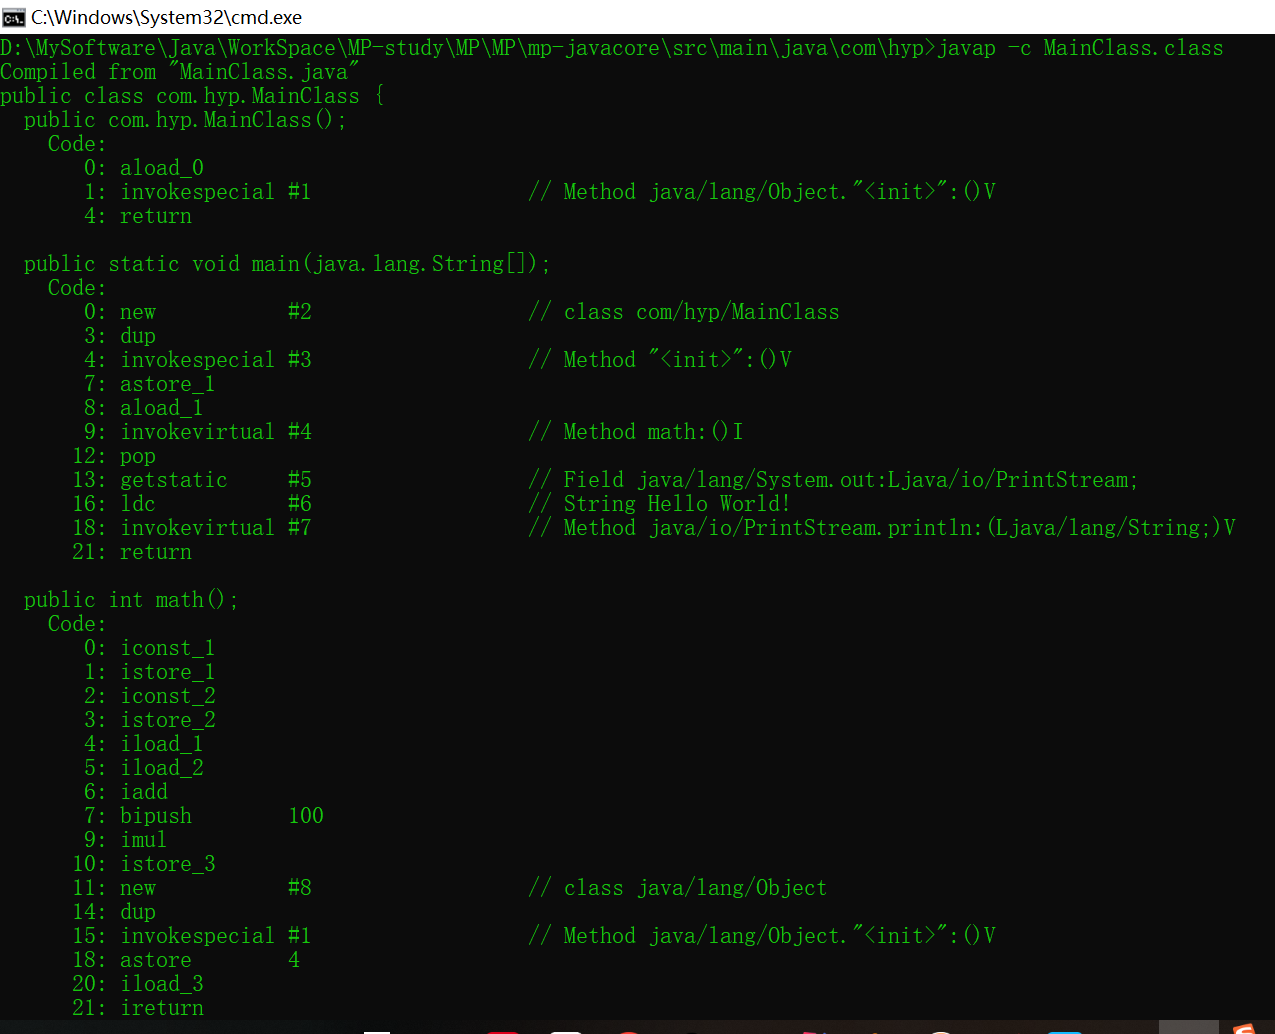 C:\Windows\System32\cmd.exe
D:\MySoftware\Java\WorkSpace\MP-study\MP\MP\mp-javacore\src\main\java\com\hyp>javap -c MainClass.class
Compiled from "MainClass.java"
public class com.hyp.MainClass {
  public com.hyp.MainClass();
    Code:
       0: aload_0
       1: invokespecial #1                  // Method java/lang/Object."<init>":()V
       4: return

  public static void main(java.lang.String[]);
    Code:
       0: new           #2                  // class com/hyp/MainClass
       3: dup
       4: invokespecial #3                  // Method "<init>":()V
       7: astore_1
       8: aload_1
       9: invokevirtual #4                  // Method math:()I
      12: pop
      13: getstatic     #5                  // Field java/lang/System.out:Ljava/io/PrintStream;
      16: ldc           #6                  // String Hello World!
      18: invokevirtual #7                  // Method java/io/PrintStream.println:(Ljava/lang/String;)V
      21: return

  public int math();
    Code:
       0: iconst_1
       1: istore_1
       2: iconst_2
       3: istore_2
       4: iload_1
       5: iload_2
       6: iadd
       7: bipush        100
       9: imul
      10: istore_3
      11: new           #8                  // class java/lang/Object
      14: dup
      15: invokespecial #1                  // Method java/lang/Object."<init>":()V
      18: astore        4
      20: iload_3
      21: ireturn